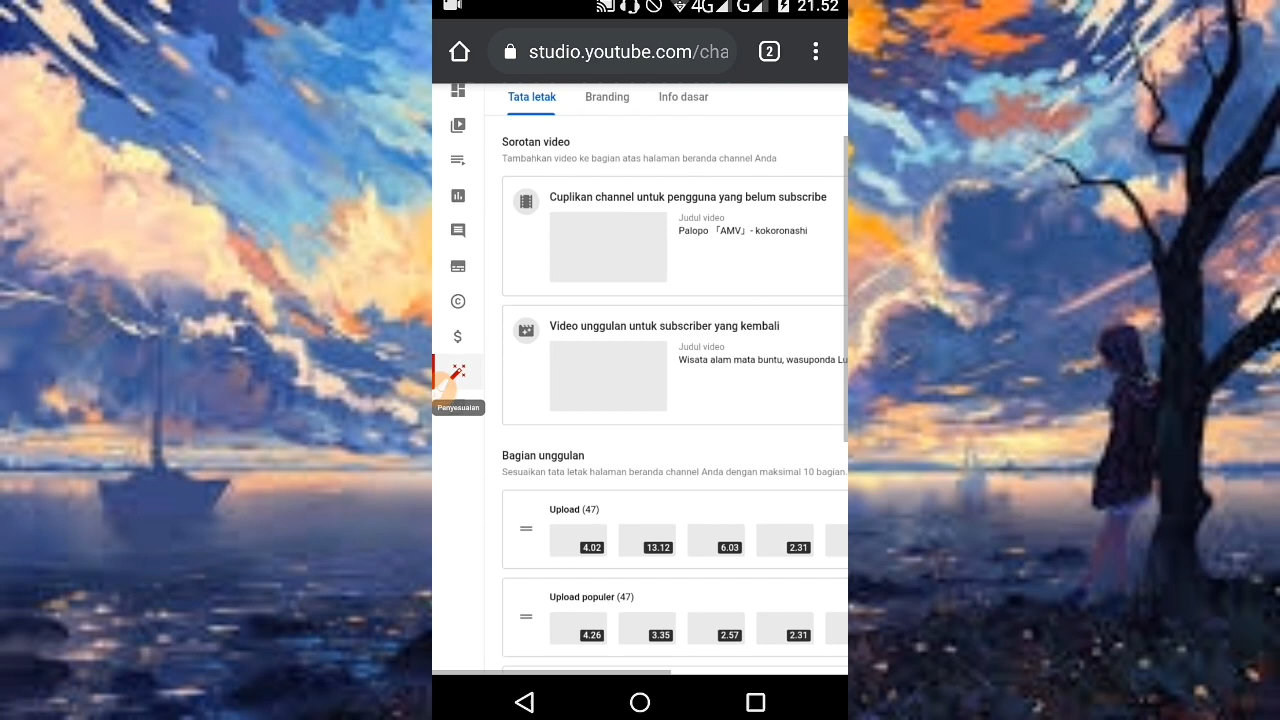 4G G 21.52
studio.youtube.com/cha 2
Tata letak Branding Info dasar
Sorotan video
Tambahkan video ke bagian atas halaman beranda channel Anda
Cuplikan channel untuk pengguna yang belum subscribe
Judul video
Palopo 「AMV」- kokoronashi
Video unggulan untuk subscriber yang kembali
Judul video
Wisata alam mata buntu, wasuponda Lu
Penyesuaian
Bagian unggulan
Sesuaikan tata letak halaman beranda channel Anda dengan maksimal 10 bagian.
Upload (47)
4.02 13.12 6.03 2.31
Upload populer (47)
4.26 3.35 2.57 2.31